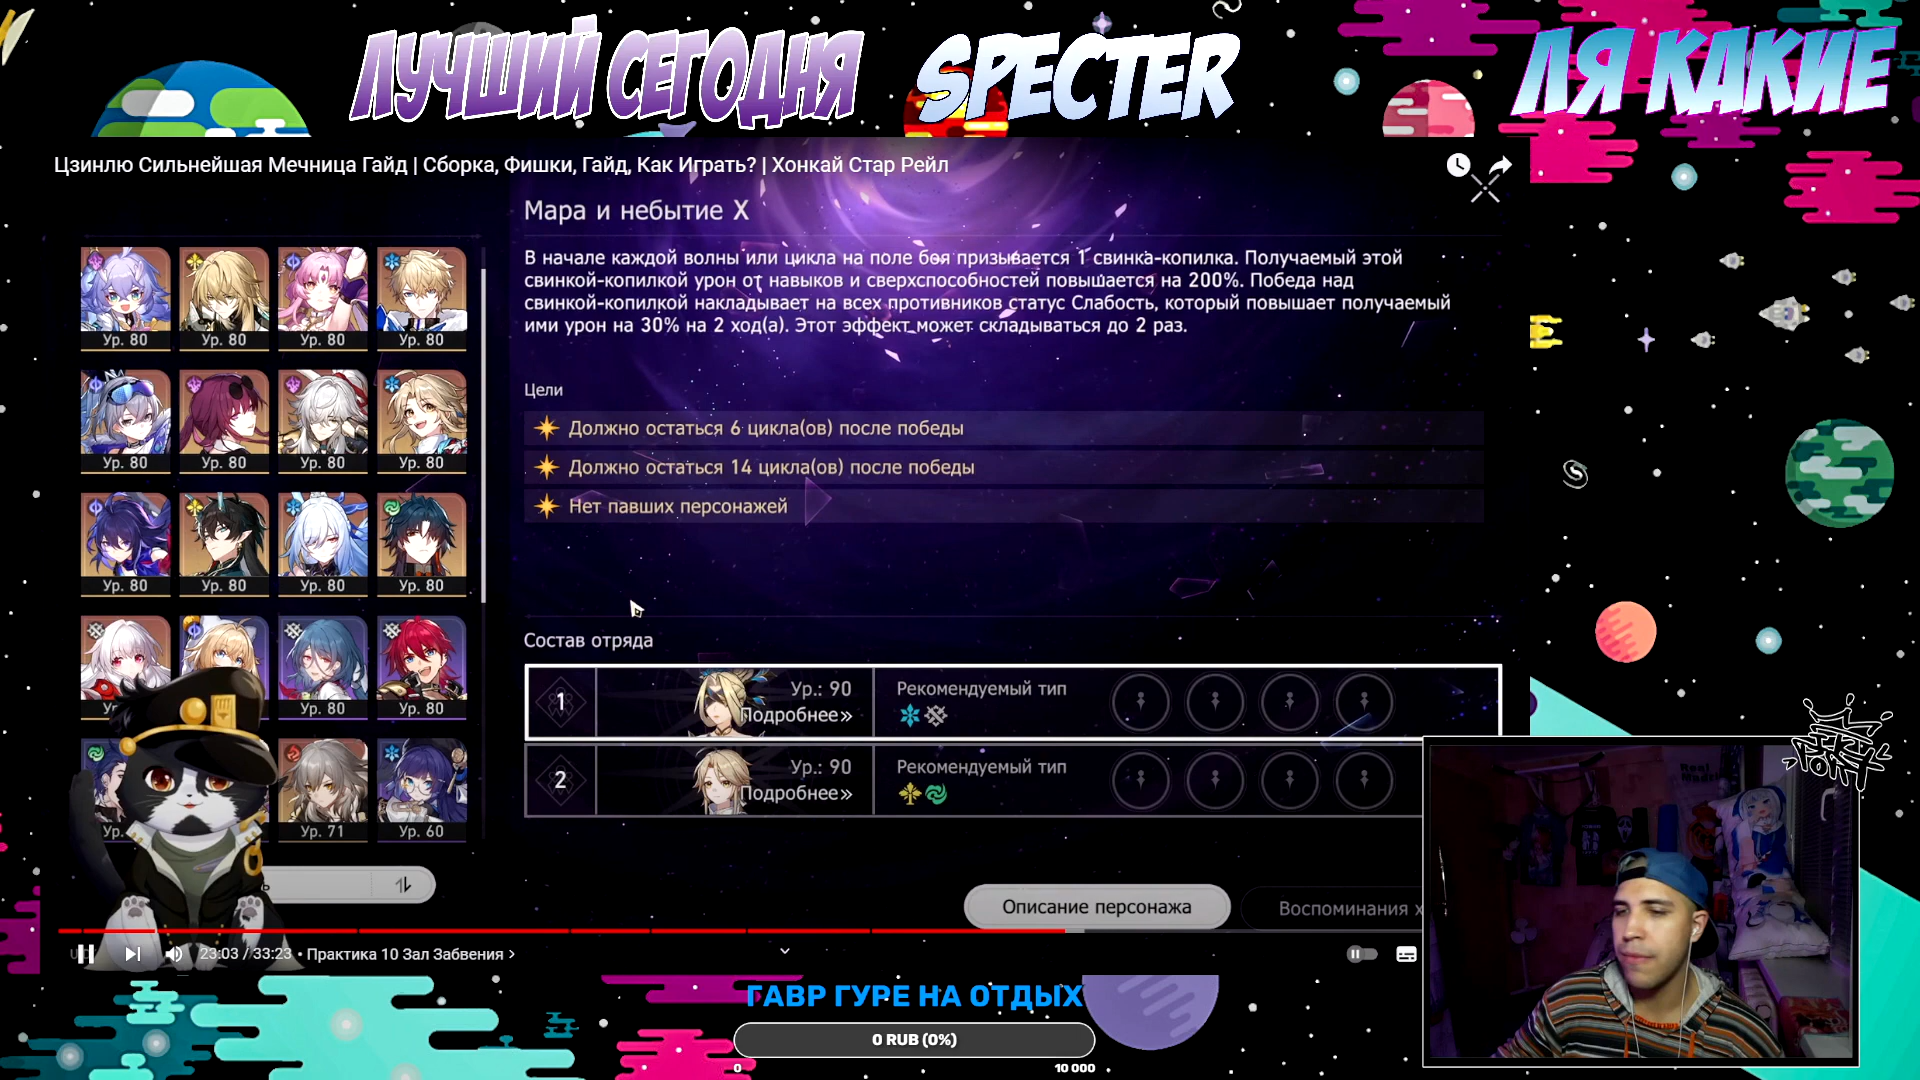 ЛУЧШИЙ СЕГОДНЯ SPECTER ЛЯ КАКИЕ
Цзинлю Сильнейшая Мечница Гайд | Сборка, Фишки, Гайд, Как Играть? | Хонкай Стар Рейл
Мара и небытие X
В начале каждой волны или цикла на поле боя призывается 1 свинка-копилка. Получаемый этой
свинкой-копилкой урон от навыков и сверхспособностей повышается на 200%. Победа над
свинкой-копилкой накладывает на всех противников статус Слабость, который повышает получаемый
ими урон на 30% на 2 ход(а). Этот эффект может складываться до 2 раз.
Цели
Должно остаться 6 цикла(ов) после победы
Должно остаться 14 цикла(ов) после победы
Нет павших персонажей
Ур. 80 Ур. 80 Ур. 80 Ур. 80
Ур. 80 Ур. 80 Ур. 80 Ур. 80
Ур. 80 Ур. 80 Ур. 80 Ур. 80
Ур. 80 Ур. 80
Ур. Ур. 71 Ур. 60
Состав отряда
1 Ур.: 90 Рекомендуемый тип
Подробнее»
2 Ур.: 90 Рекомендуемый тип
Подробнее»
Описание персонажа Воспоминания х
23:03 / 33:23 • Практика 10 Зал Забвения ›
ГАВР ГУРЕ НА ОТДЫХ
0 RUB (0%)
0 10 000